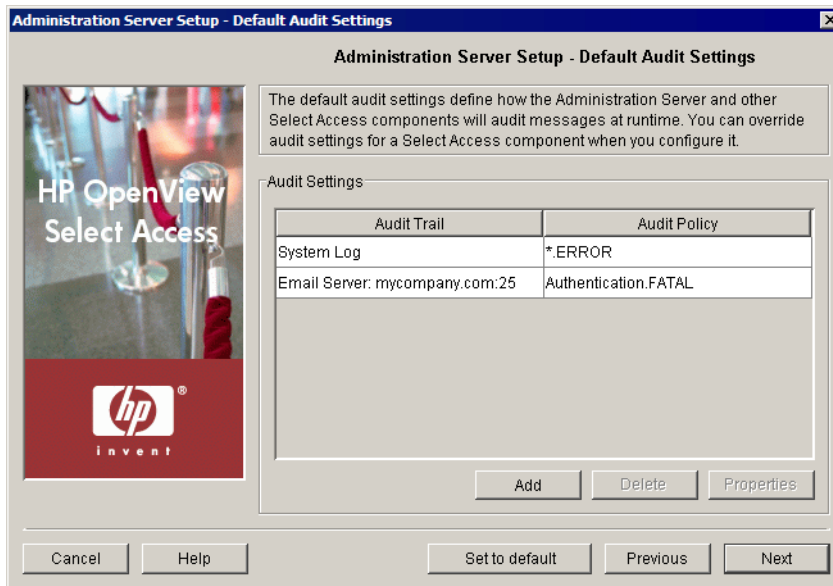 Administration Server Setup - Default Audit Settings
Administration Server Setup - Default Audit Settings
HP OpenView
Select Access
hp
®
invent
The default audit settings define how the Administration Server and other
Select Access components will audit messages at runtime. You can override
audit settings for a Select Access component when you configure it.
Audit Settings
Audit Trail Audit Policy
System Log *.ERROR
Email Server: mycompany.com:25 Authentication.FATAL
Add Delete Properties
Cancel Help Set to default Previous Next